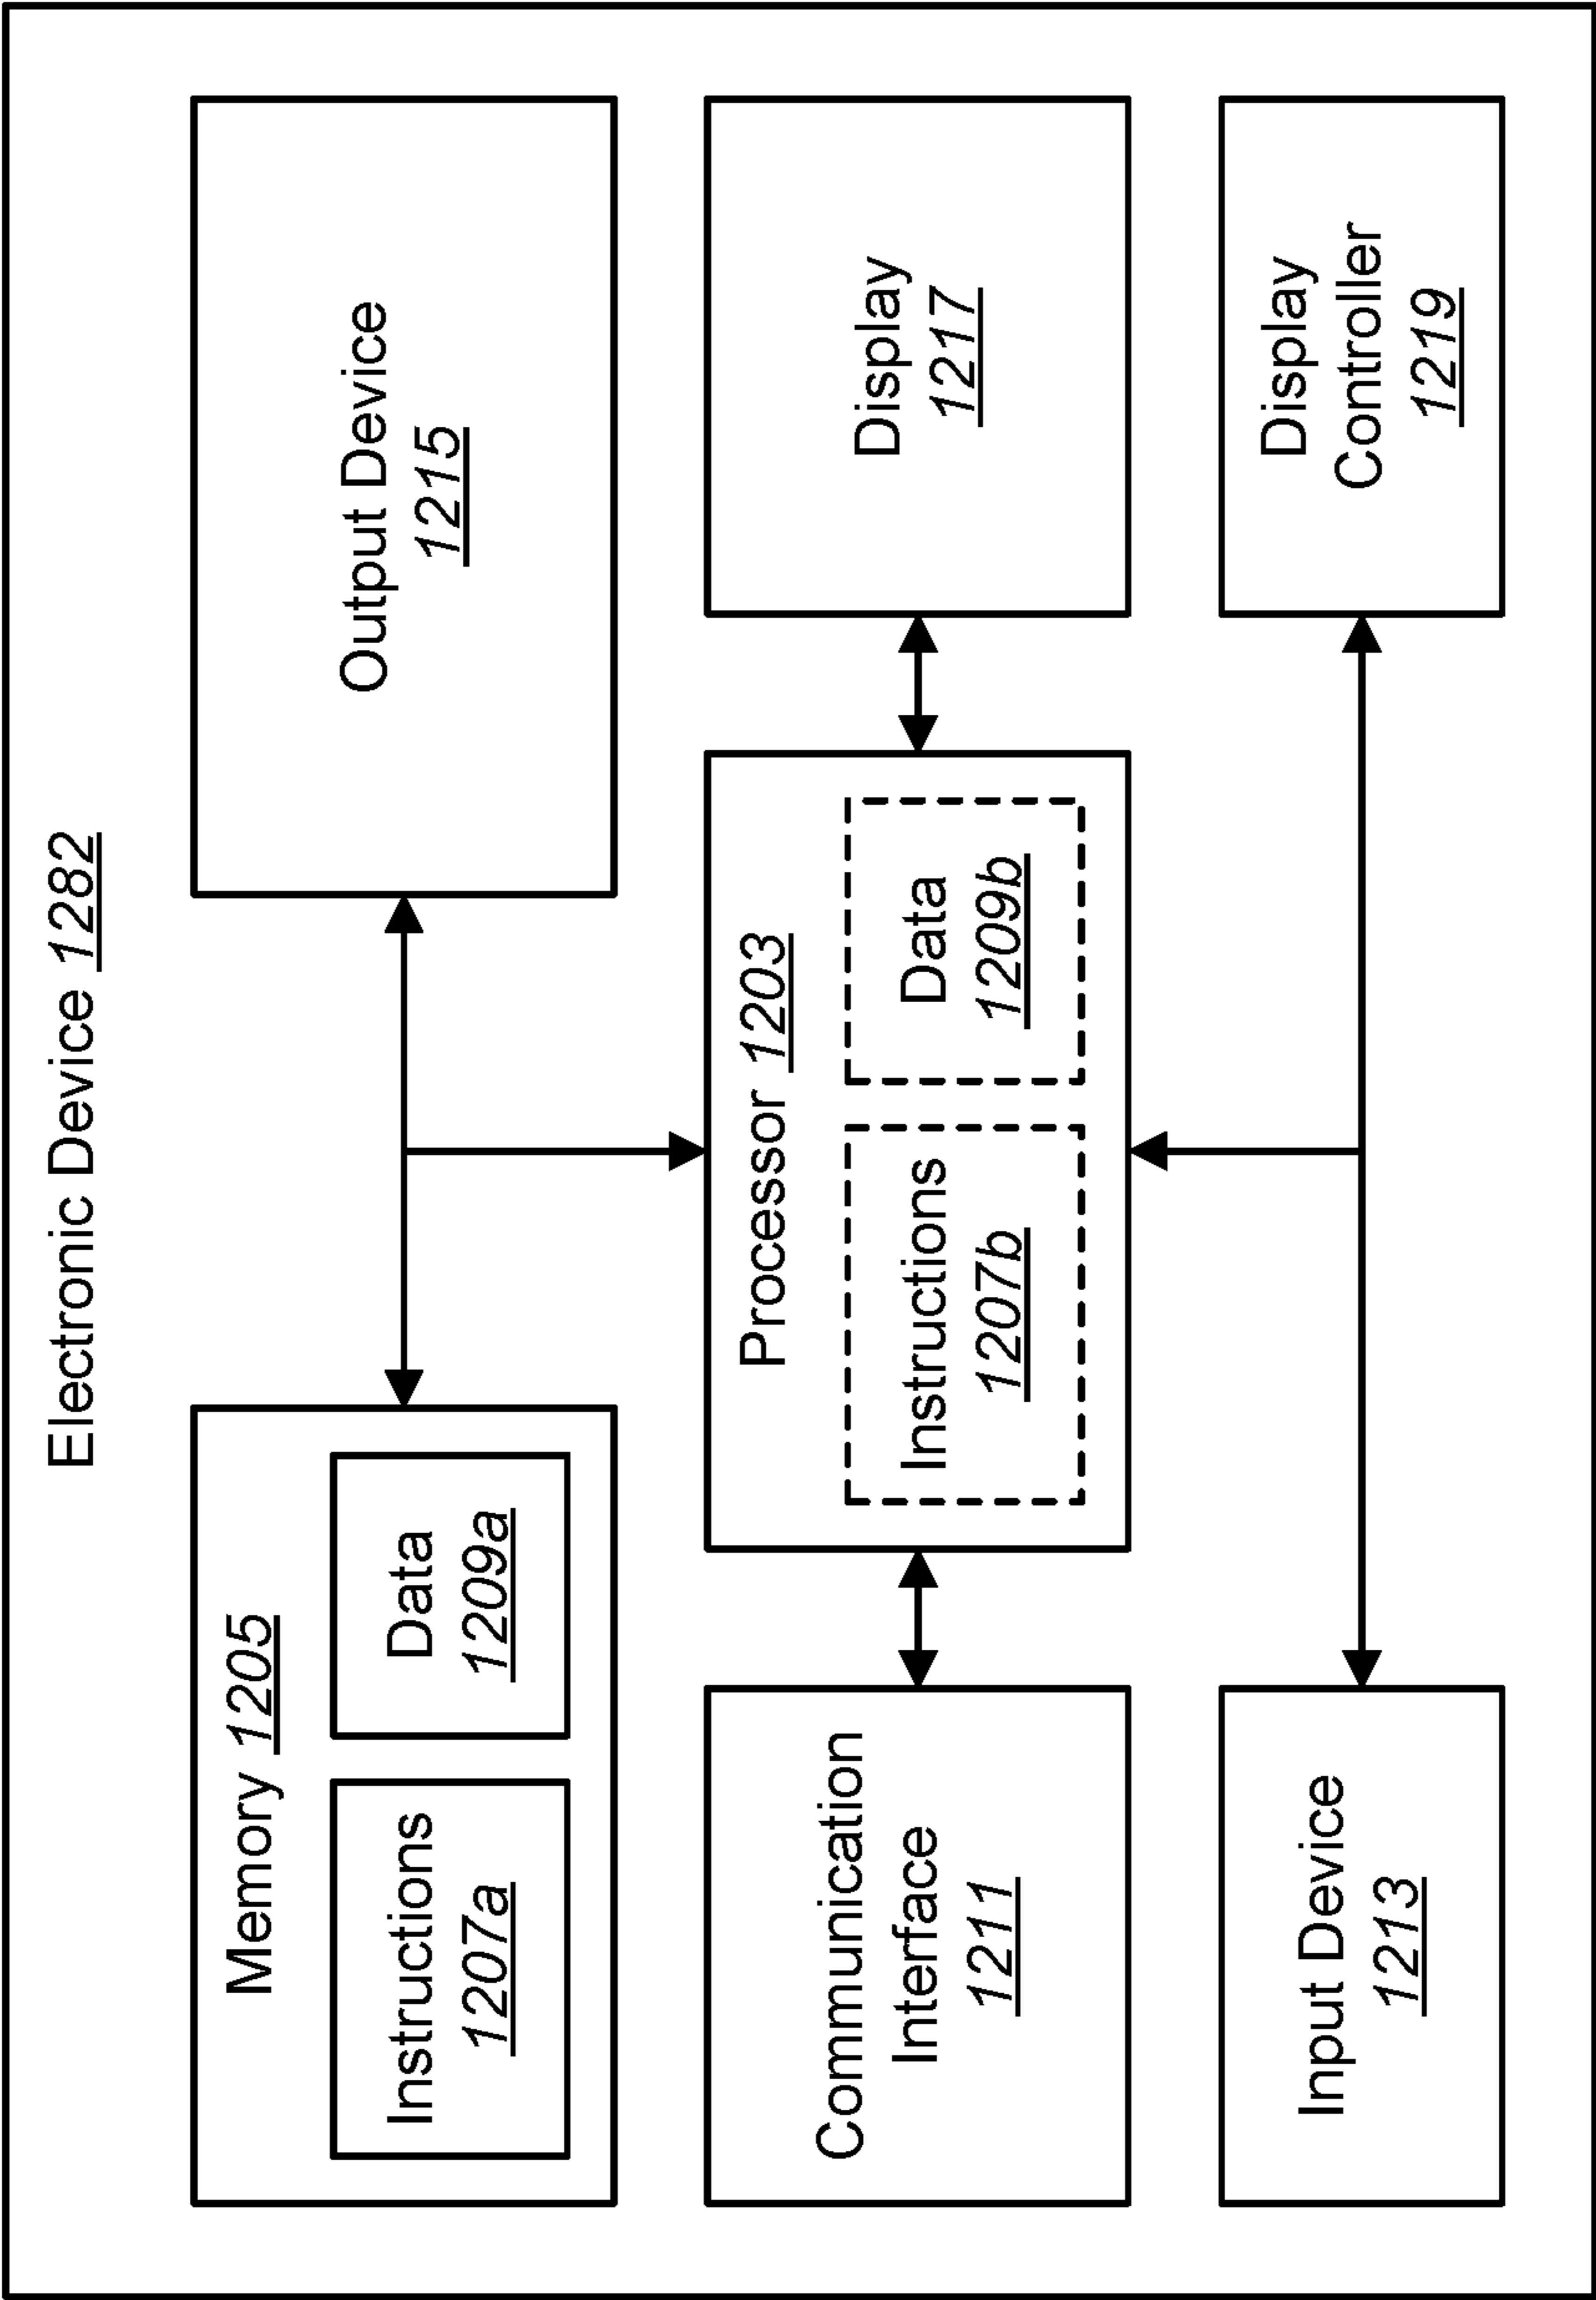 Electronic Device 1282
Memory 1205
Instructions
1207a
Data
1209a
Output Device
1215
Communication
Interface
1211
Processor 1203
Instructions
1207b
Data
1209b
Display
1217
Input Device
1213
Display
Controller
1219